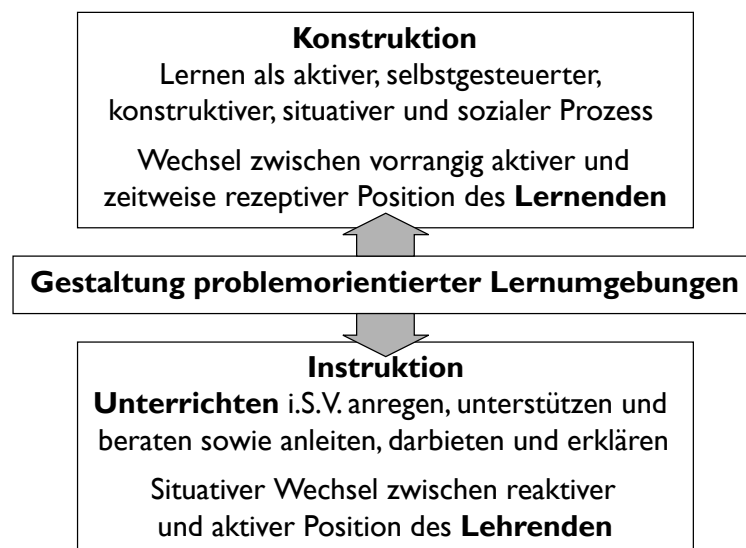 Konstruktion
Lernen als aktiver, selbstgesteuerter,
konstruktiver, situativer und sozialer Prozess
Wechsel zwischen vorrangig aktiver und
zeitweise rezeptiver Position des Lernenden
Gestaltung problemorientierter Lernumgebungen
Instruktion
Unterrichten i.S.V. anregen, unterstützen und
beraten sowie anleiten, darbieten und erklären
Situativer Wechsel zwischen reaktiver
und aktiver Position des Lehrenden